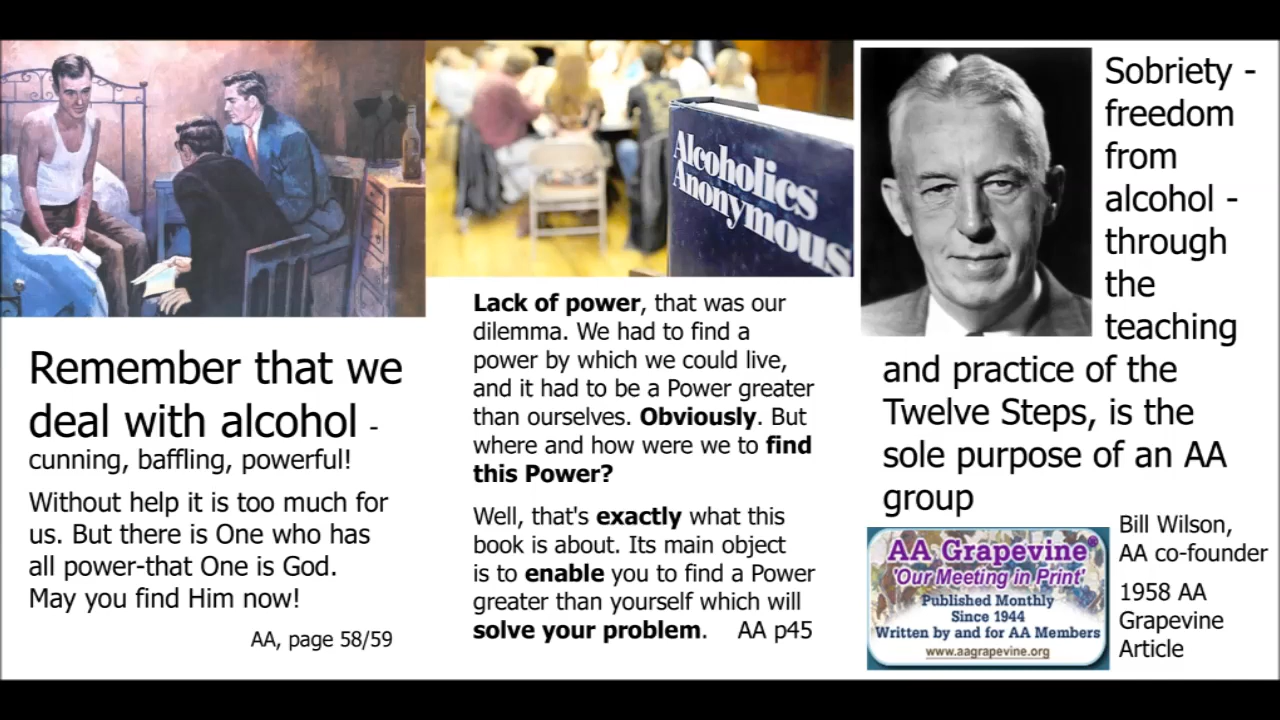 Remember that we
deal with alcohol -
cunning, baffling, powerful!
Without help it is too much for
us. But there is One who has
all power-that One is God.
May you find Him now!
AA, page 58/59
Alcoholics
Anonymous
Lack of power, that was our
dilemma. We had to find a
power by which we could live,
and it had to be a Power greater
than ourselves. Obviously. But
where and how were we to find
this Power?
Well, that's exactly what this
book is about. Its main object
is to enable you to find a Power
greater than yourself which will
solve your problem. AA p45
Sobriety -
freedom
from
alcohol -
through
the
teaching
and practice of the
Twelve Steps, is the
sole purpose of an AA
group
Bill Wilson,
AA co-founder
1958 AA
Grapevine
Article
AA Grapevine®
'Our Meeting in Print'
Published Monthly
Since 1944
Written by and for AA Members
www.aagrapevine.org